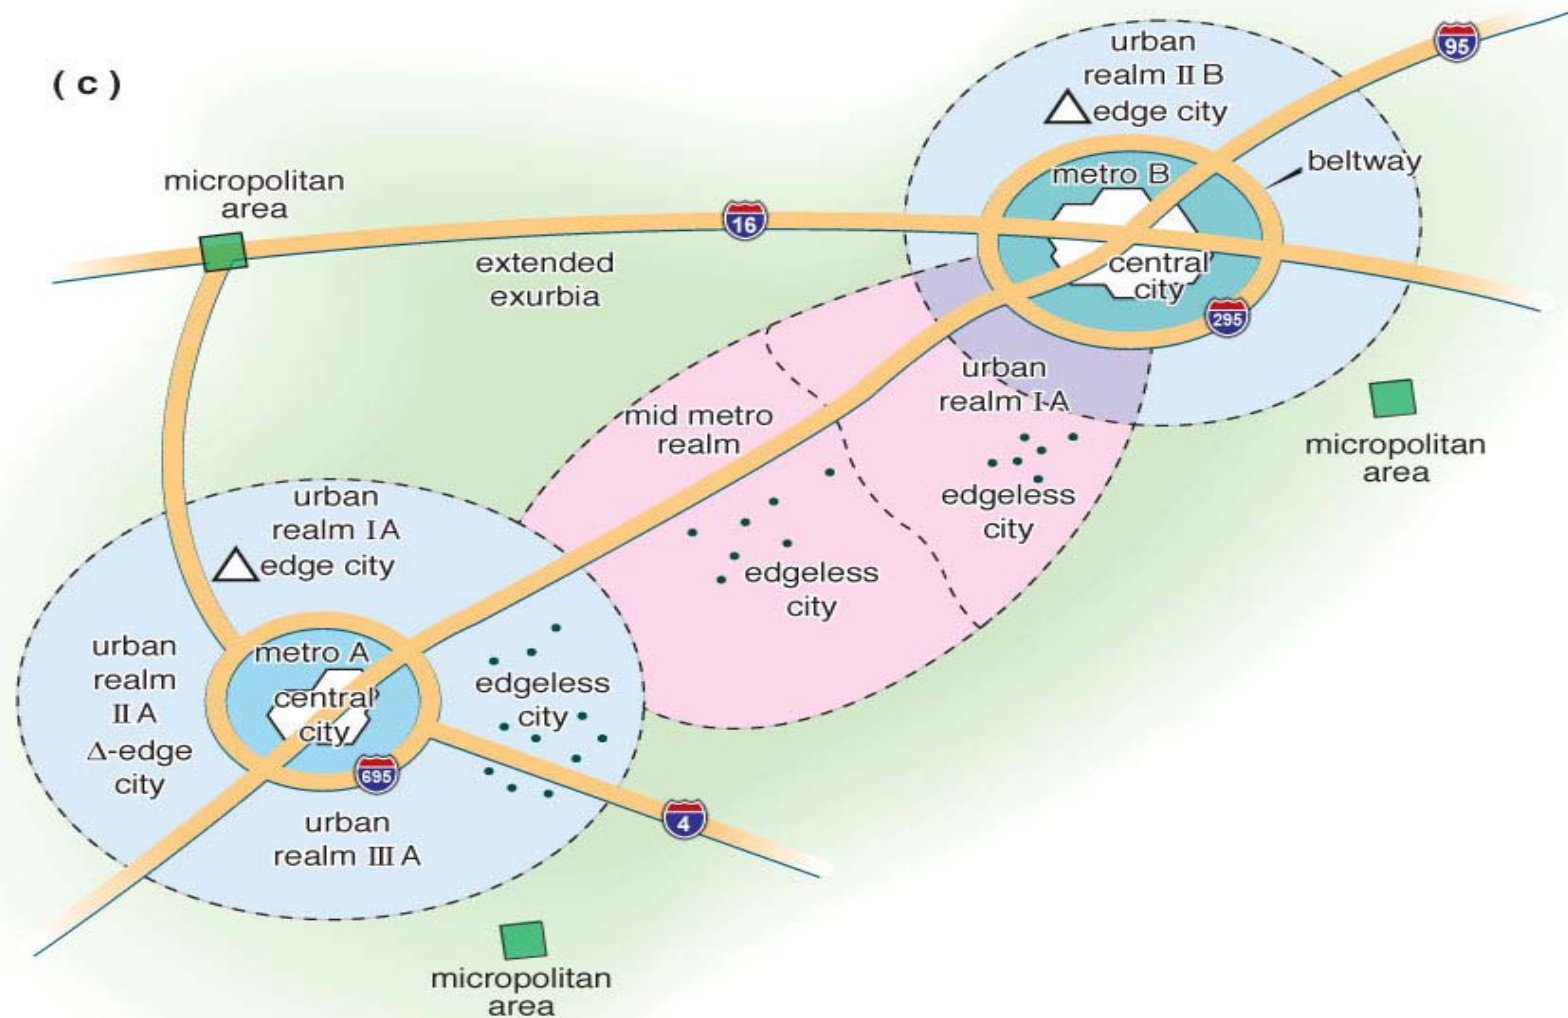 (c)
urban
realm II B
edge city
95
beltway
metro B
micropolitan
area
16
extended
exurbia
central
city
295
urban
realm I A
mid metro
realm
edgeless
city
micropolitan
area
edgeless
city
urban
realm I A
edge city
urban
realm
II A
Δ-edge
city
metro A
central
city
edgeless
city
695
4
urban
realm III A
micropolitan
area